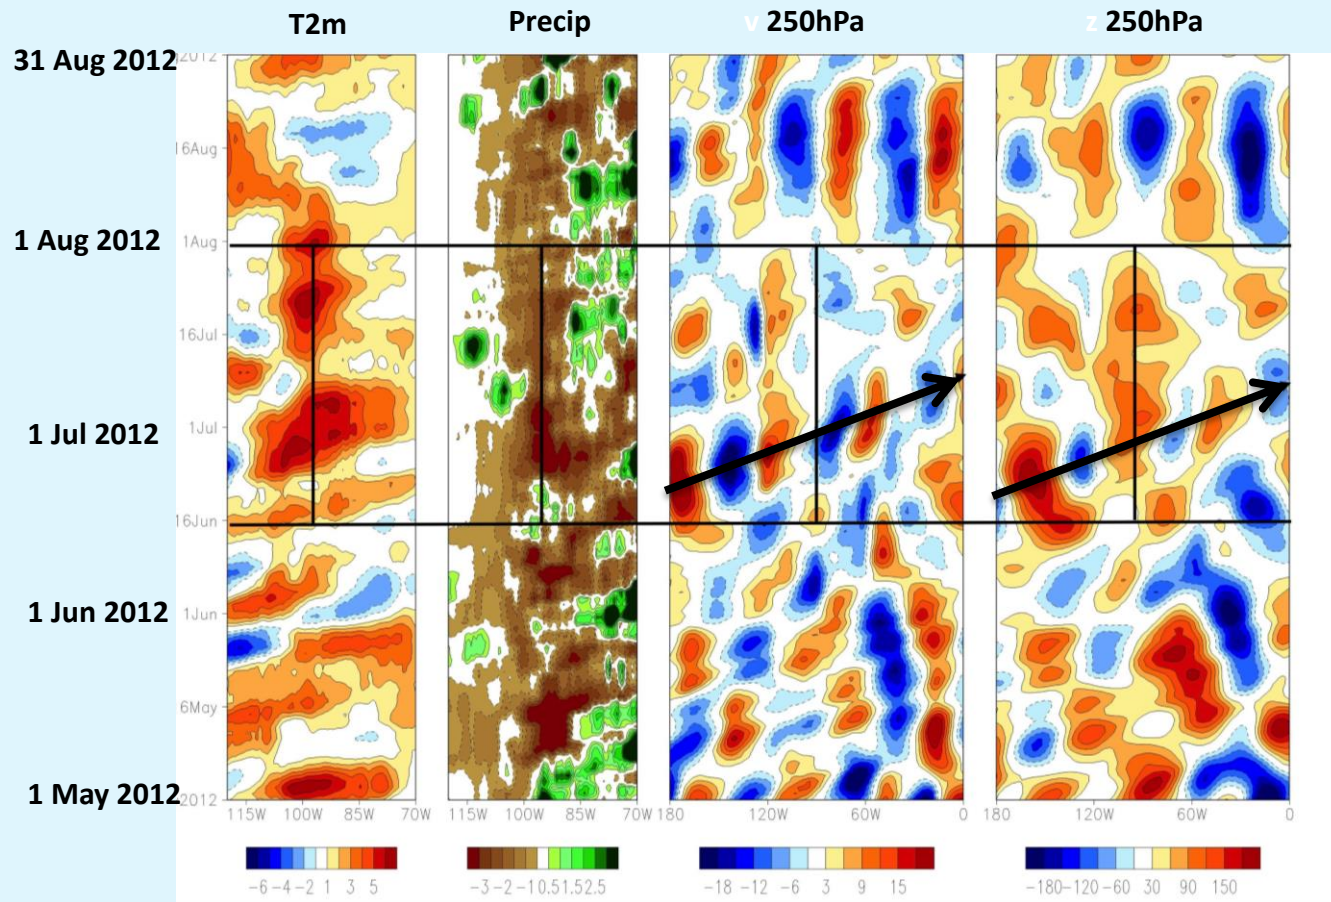 T2m Precip v 250hPa z 250hPa
31 Aug 2012
2012
16Aug
1 Aug 2012
1Aug
16Jul
1 Jul 2012
1Jul
16Jun
1 Jun 2012
1Jun
6May
1 May 2012
2012
115W 100W 85W 70W 115W 100W 85W 70W 180 120W 60W 0 180 120W 60W 0
-6 -4 -2 1 3 5 -3 -2 -1 0.5 1.5 2.5 -18 -12 -6 3 9 15 -180 -120 -60 30 90 150